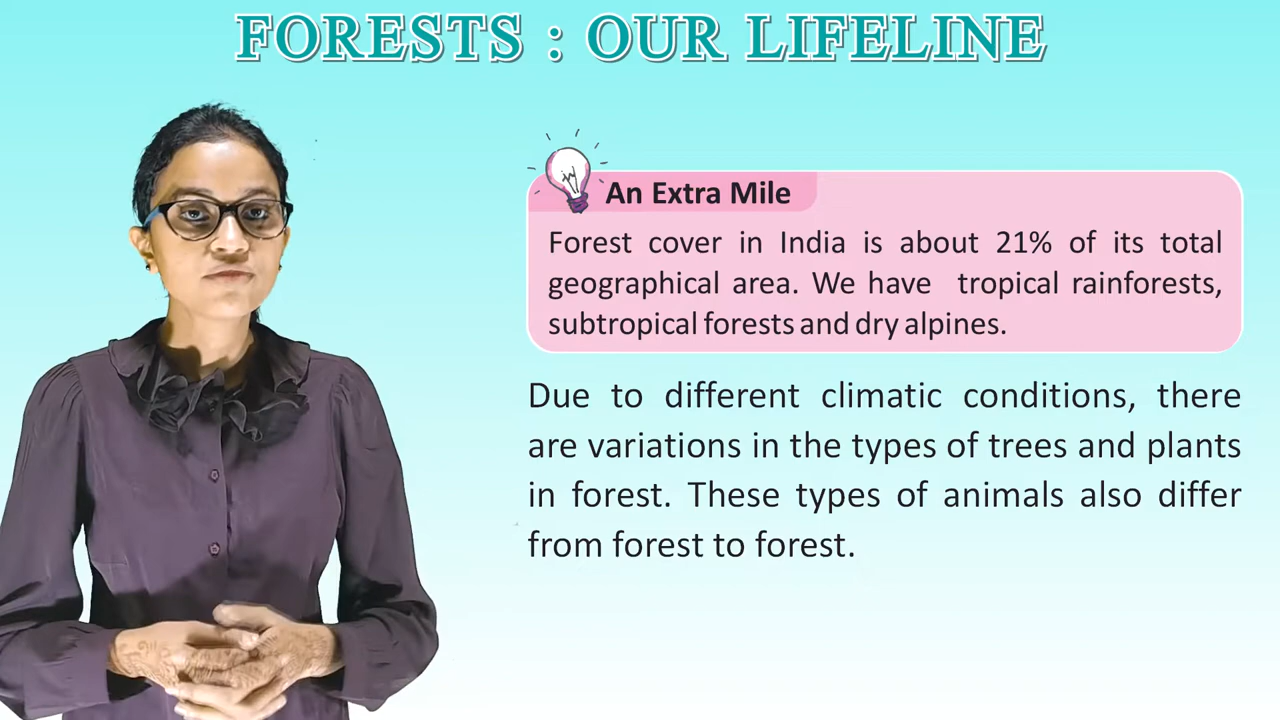 FORESTS : OUR LIFELINE
An Extra Mile
Forest cover in India is about 21% of its total
geographical area. We have tropical rainforests,
subtropical forests and dry alpines.
Due to different climatic conditions, there
are variations in the types of trees and plants
in forest. These types of animals also differ
from forest to forest.